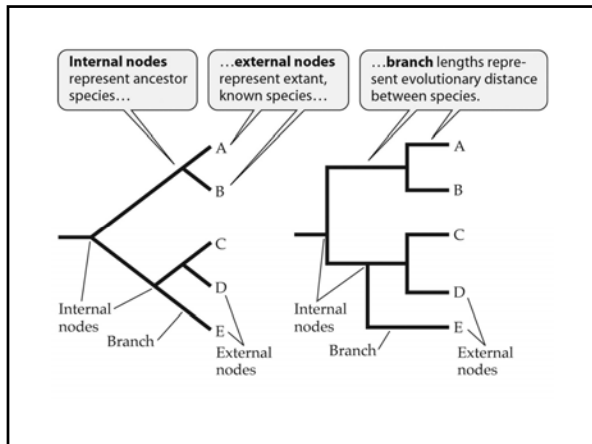 Internal nodes
represent ancestor
species…
…external nodes
represent extant,
known species…
…branch lengths repre-
sent evolutionary distance
between species.
A
B
C
D
E
Internal
nodes
Branch
External
nodes
A
B
C
D
E
Internal
nodes
Branch
External
nodes